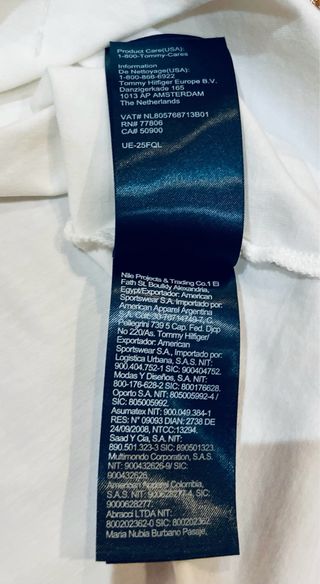 Product Care(USA):
1-800-Tommy-Cares
Information
De Nettoyage(USA):
1-800-866-6922
Tommy Hilfiger Europe B.V.
Danzigerkade 165
1013 AP AMSTERDAM
The Netherlands
VAT# NL805768713B01
RN# 77806
CA# 50900
UE-25FQL
Nile Projects & Trading Co.1 El
Fath St. Boulkly Alexandria,
Egypt/Exportador: American
Sportswear S.A., Importado por:
American Apparel Argentina
S.A. Cuit: C.
Pellegrini 739 5 Cap. Fed. Djcp
No 220/As. Tommy Hilfiger/
Exportador: American
Sportswear S.A, Importado por:
Logistica Urbana, S.A.S. NIT:
900.404.752-1 SIC: 900404752.
Modas Y Diseños, S.A. NIT:
800-176-628-2 SIC: 800176628.
Oporto S.A. NIT: 805005992-4 /
SIC: 805005992.
Asumatex NIT: 900.049.384-1
RES: N° 09093 DIAN: 2738 DE
24/09/2008, NTCC:13294.
Saad Y Cia, S.A. NIT:
890.501.323-3 SIC: 890501323.
Multimondo Corporation, S.A.S.
NIT: 900432626-9/ SIC:
900432626.
American National Colombia,
S.A.S. NIT: 900628277-4, SIC:
9000628277.
Abracci LTDA NIT:
800202362-0 SIC: 800202362.
Maria Nubia Burbano Pasaje,